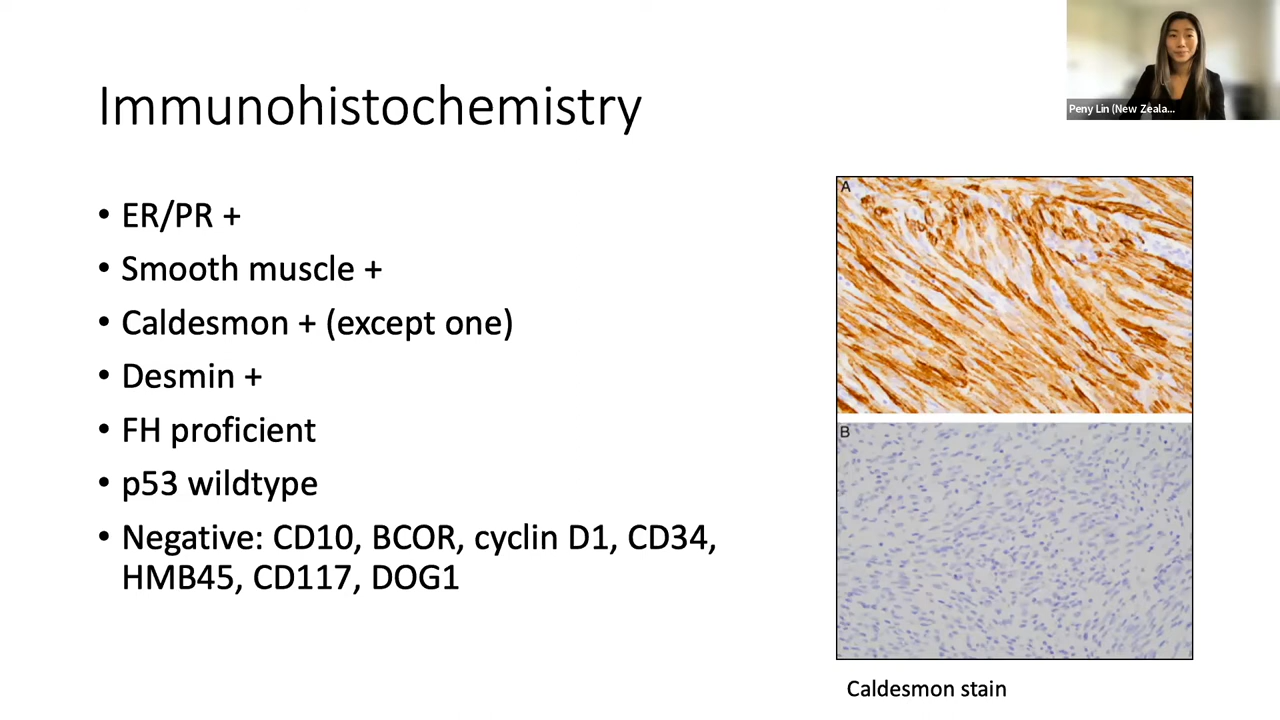 Immunohistochemistry
Peny Lin (New Zeala...
• ER/PR +
• Smooth muscle +
• Caldesmon + (except one)
• Desmin +
• FH proficient
• p53 wildtype
• Negative: CD10, BCOR, cyclin D1, CD34,
HMB45, CD117, DOG1
A
B
Caldesmon stain